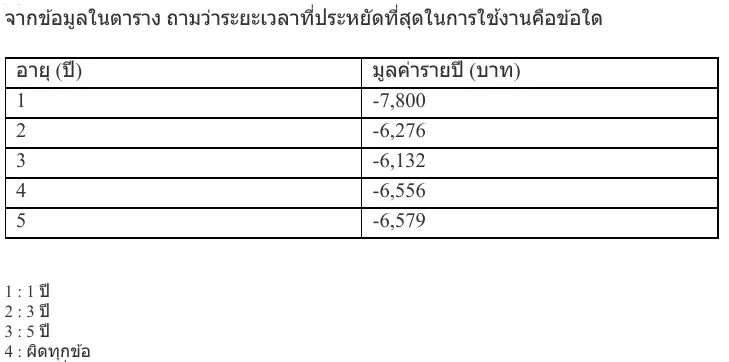 จากข้อมูลในตาราง ถามว่าระยะเวลาที่ประหยัดที่สุดในการใช้งานคือข้อใด
อายุ (ปี) มูลค่ารายปี (บาท)
1 -7,800
2 -6,276
3 -6,132
4 -6,556
5 -6,579
1 : 1 ปี
2 : 3 ปี
3 : 5 ปี
4 : ผิดทุกข้อ